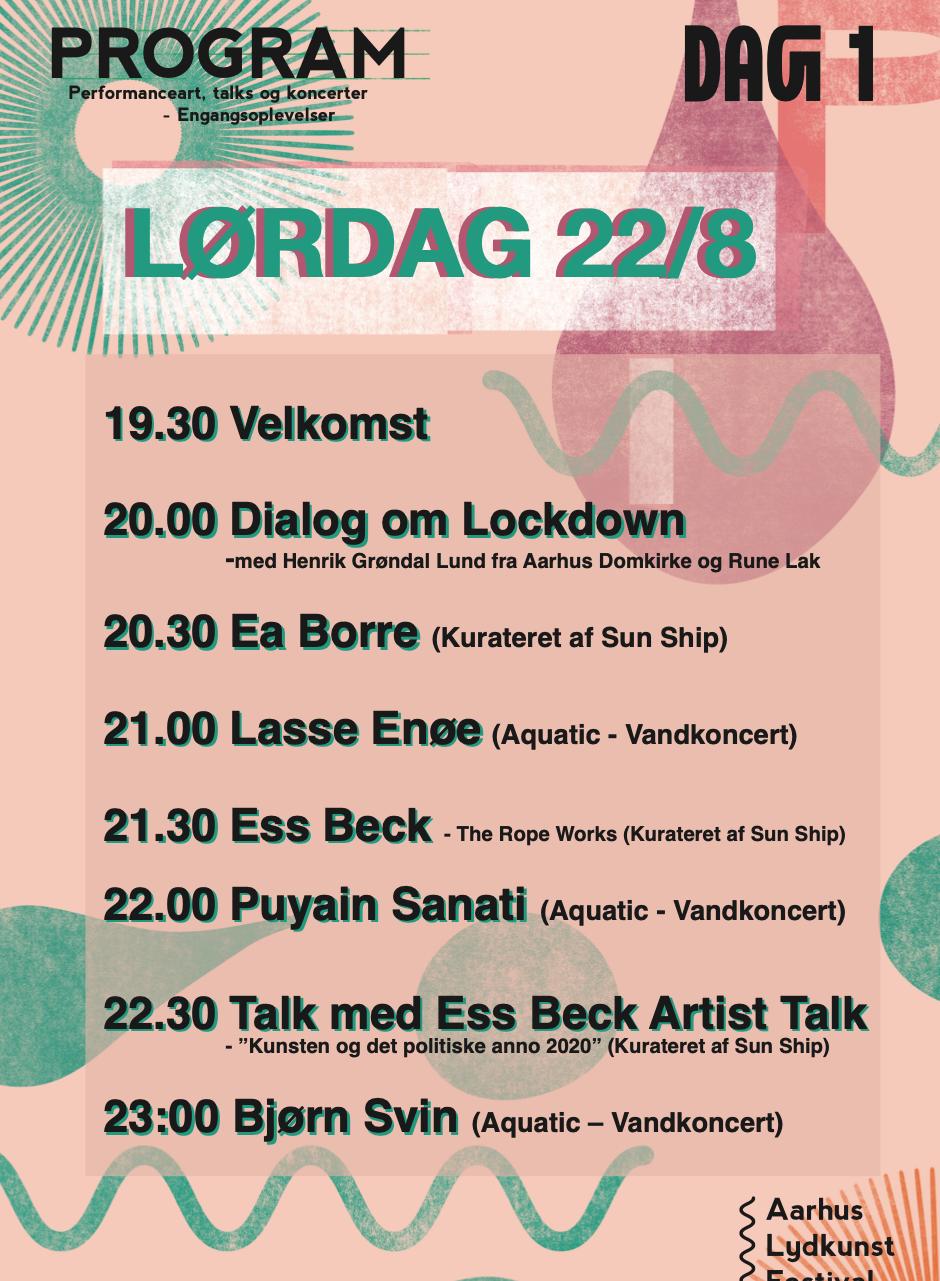 PROGRAM
Performanceart, talks og koncerter
- Engangsoplevelser
DAG 1
LØRDAG 22/8
19.30 Velkomst
20.00 Dialog om Lockdown
-med Henrik Grøndal Lund fra Aarhus Domkirke og Rune Lak
20.30 Ea Borre (Kurateret af Sun Ship)
21.00 Lasse Enøe (Aquatic - Vandkoncert)
21.30 Ess Beck - The Rope Works (Kurateret af Sun Ship)
22.00 Puyain Sanati (Aquatic - Vandkoncert)
22.30 Talk med Ess Beck Artist Talk
- ”Kunsten og det politiske anno 2020” (Kurateret af Sun Ship)
23:00 Bjørn Svin (Aquatic – Vandkoncert)
Aarhus
Lydkunst
Festival